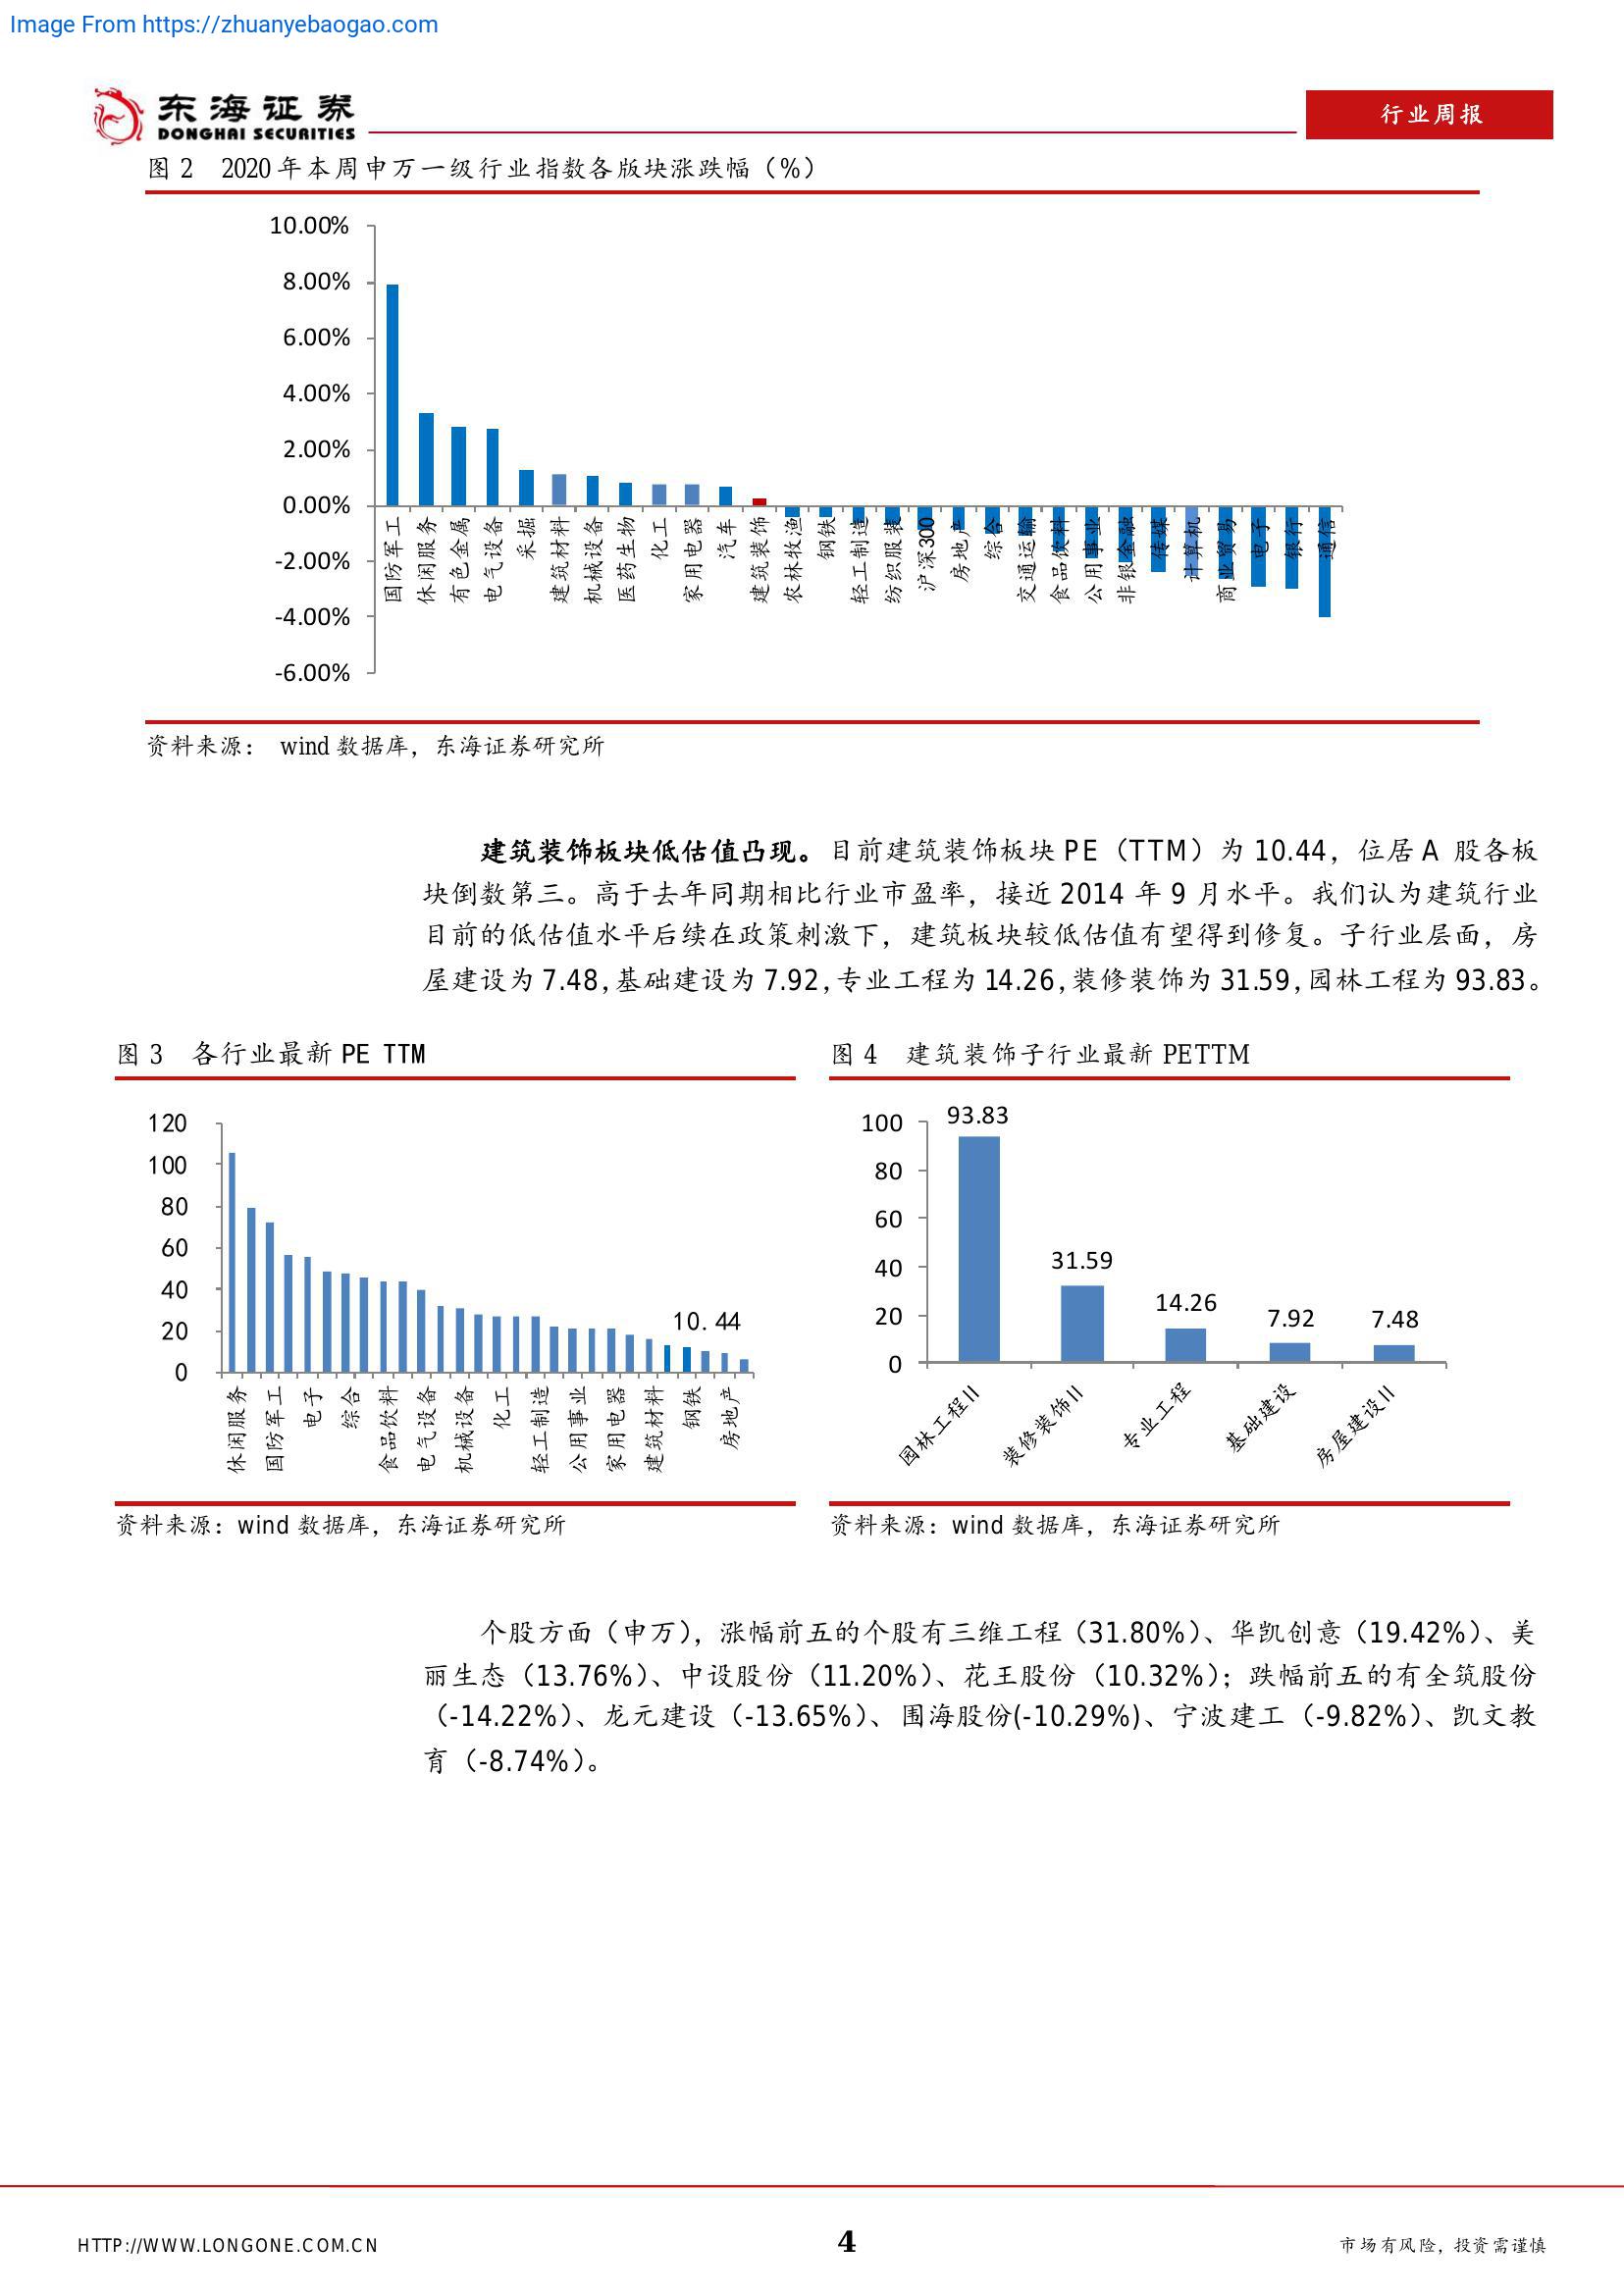 Image From https://zhuanyebaogao.com
东海证券
DONGHAI SECURITIES
行业周报
图 2 2020年本周申万一级行业指数各版块涨跌幅（%）
10.00%
8.00%
6.00%
4.00%
2.00%
0.00%
-2.00%
-4.00%
-6.00%
国防军工
休闲服务
有色金属
电气设备
采掘
建筑材料
机械设备
医药生物
化工
家用电器
汽车
建筑装饰
农林牧渔
钢铁
轻工制造
纺织服装
沪深300
房地产
综合
交通运输
食品饮料
公用事业
非银金融
传媒
计算机
商业贸易
电子
银行
通信
资料来源： wind 数据库，东海证券研究所
建筑装饰板块低估值凸现。目前建筑装饰板块 PE（TTM）为 10.44，位居 A 股各板
块倒数第三。高于去年同期相比行业市盈率，接近 2014 年 9 月水平。我们认为建筑行业
目前的低估值水平后续在政策刺激下，建筑板块较低估值有望得到修复。子行业层面，房
屋建设为 7.48,基础建设为 7.92,专业工程为 14.26,装修装饰为 31.59,园林工程为 93.83。
图 3 各行业最新 PE TTM
120
100
80
60
40
20
0
10.44
休闲服务
国防军工
电子
综合
食品饮料
电气设备
机械设备
化工
轻工制造
公用事业
家用电器
建筑材料
钢铁
房地产
资料来源：wind 数据库，东海证券研究所
图 4 建筑装饰子行业最新 PETTM
100
80
60
40
20
0
93.83
31.59
14.26
7.92
7.48
园林工程II
装修装饰II
专业工程
基础建设
房屋建设II
资料来源：wind 数据库，东海证券研究所
个股方面（申万），涨幅前五的个股有三维工程（31.80%）、华凯创意（19.42%）、美
丽生态（13.76%）、中设股份（11.20%）、花王股份（10.32%）；跌幅前五的有全筑股份
（-14.22%）、龙元建设（-13.65%）、围海股份(-10.29%)、宁波建工（-9.82%）、凯文教
育（-8.74%）。
HTTP://WWW.LONGONE.COM.CN
4
市场有风险，投资需谨慎